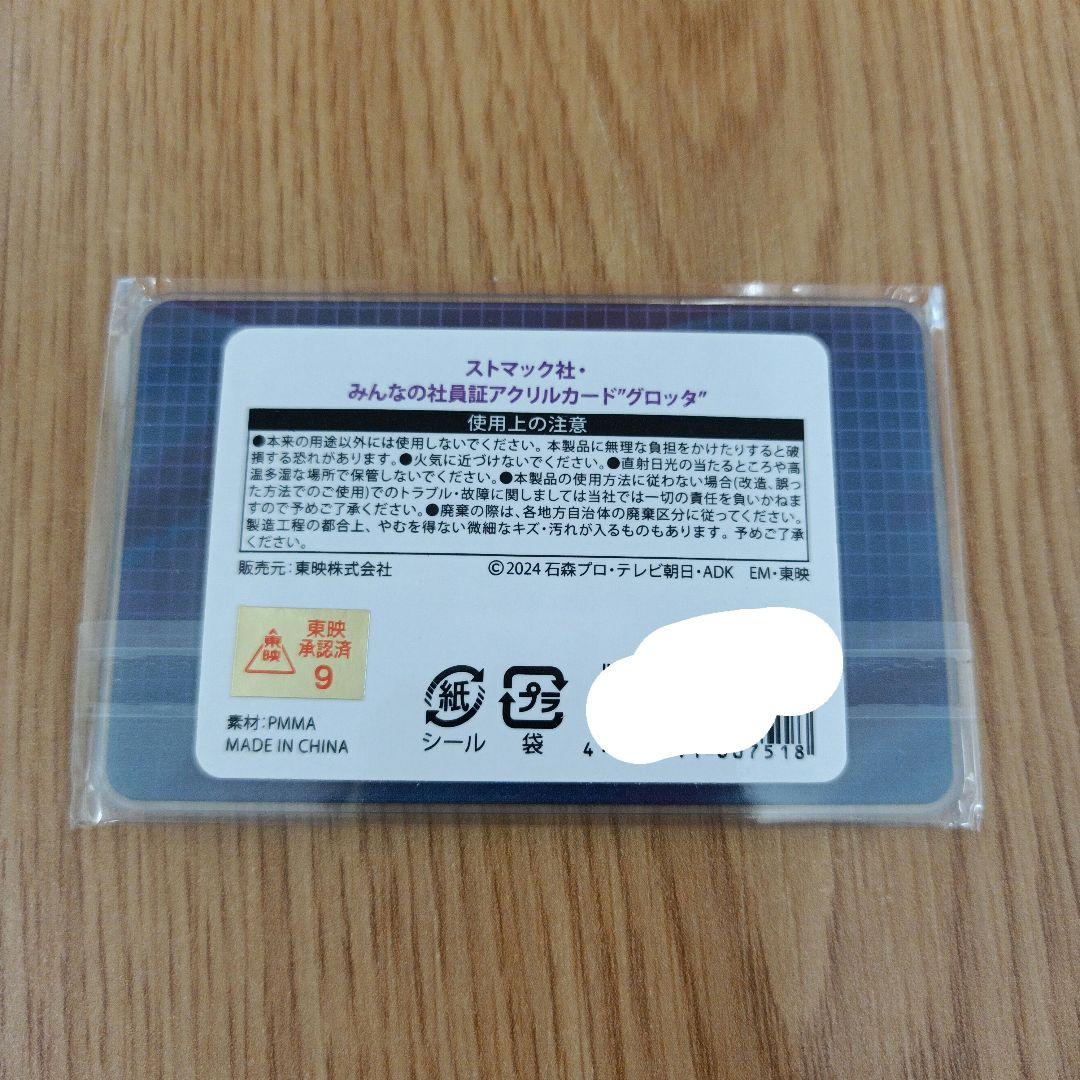 ストマック社・
みんなの社員証アクリルカード"グロッタ"
使用上の注意
●本来の用途以外には使用しないでください。本製品に無理な負担をかけたりすると破
損する恐れがあります。●火気に近づけないでください。●直射日光の当たるところや高
温多湿な場所で保管しないでください。●本製品の使用方法に従わない場合(改造、誤っ
た方法でのご使用)でのトラブル・故障に関しましては当社では一切の責任を負いかねま
すので予めご了承ください。●廃棄の際は、各地方自治体の廃棄区分に従ってください。
製造工程の都合上、やむを得ない微細なキズ・汚れが入るものもあります。予めご了承
ください。
販売元:東映株式会社
©2024 石森プロ・テレビ朝日・ADK EM・東映
東映
東映
承認済
9
紙
シール
プラ
袋
素材:PMMA
MADE IN CHINA
4
7518